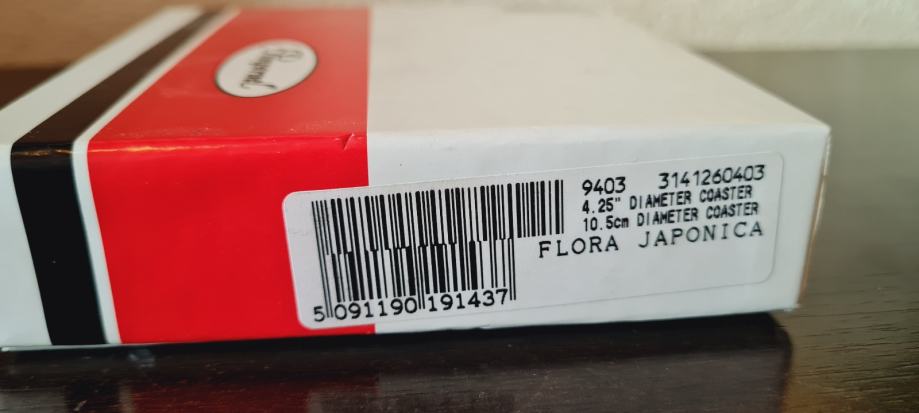 9403 3141260403
4.25" DIAMETER COASTER
10.5cm DIAMETER COASTER
FLORA JAPONICA
5 091190 191437